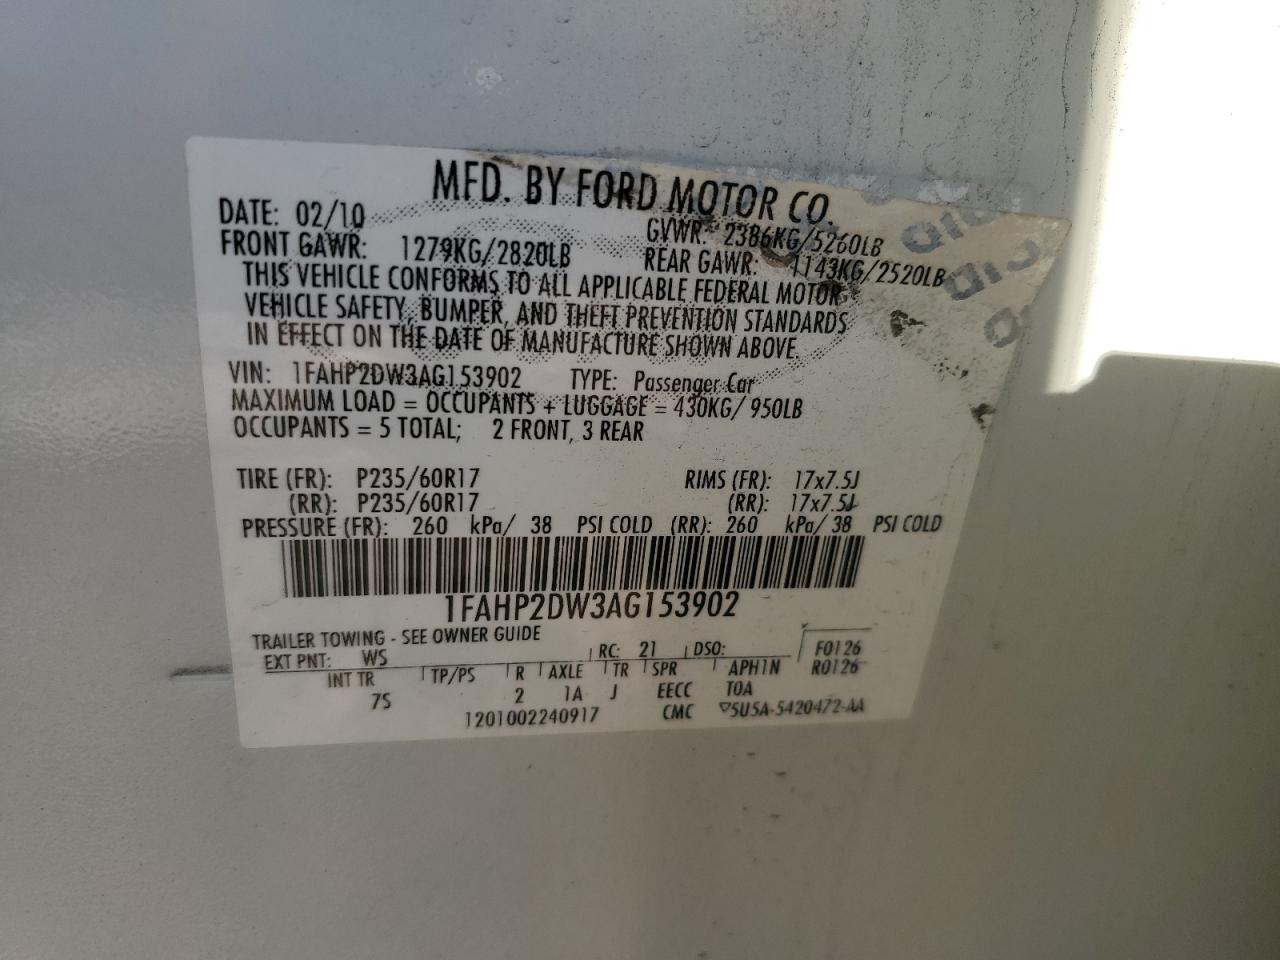 MFD. BY FORD MOTOR CO.
DATE: 02/10 GVWR: 2386KG/5260LB
FRONT GAWR: 1279KG/2820LB REAR GAWR: 1143KG/2520LB
THIS VEHICLE CONFORMS TO ALL APPLICABLE FEDERAL MOTOR
VEHICLE SAFETY, BUMPER, AND THEFT PREVENTION STANDARDS
IN EFFECT ON THE DATE OF MANUFACTURE SHOWN ABOVE.
VIN: 1FAHP2DW3AG153902 TYPE: Passenger Car
MAXIMUM LOAD = OCCUPANTS + LUGGAGE = 430KG/ 950LB
OCCUPANTS = 5 TOTAL; 2 FRONT, 3 REAR
TIRE (FR): P235/60R17 RIMS (FR): 17x7.5J
(RR): P235/60R17 (RR): 17x7.5J
PRESSURE (FR): 260 kPa/ 38 PSI COLD (RR): 260 kPa/ 38 PSI COLD
1FAHP2DW3AG153902
TRAILER TOWING - SEE OWNER GUIDE
EXT PNT: WS RC: 21 DSO: F0126
INT TR TP/PS R AXLE TR SPR APH1N R0126
7S 2 1A J EECC T0A
1201002240917 CMC ▽5U5A-5420472-AA